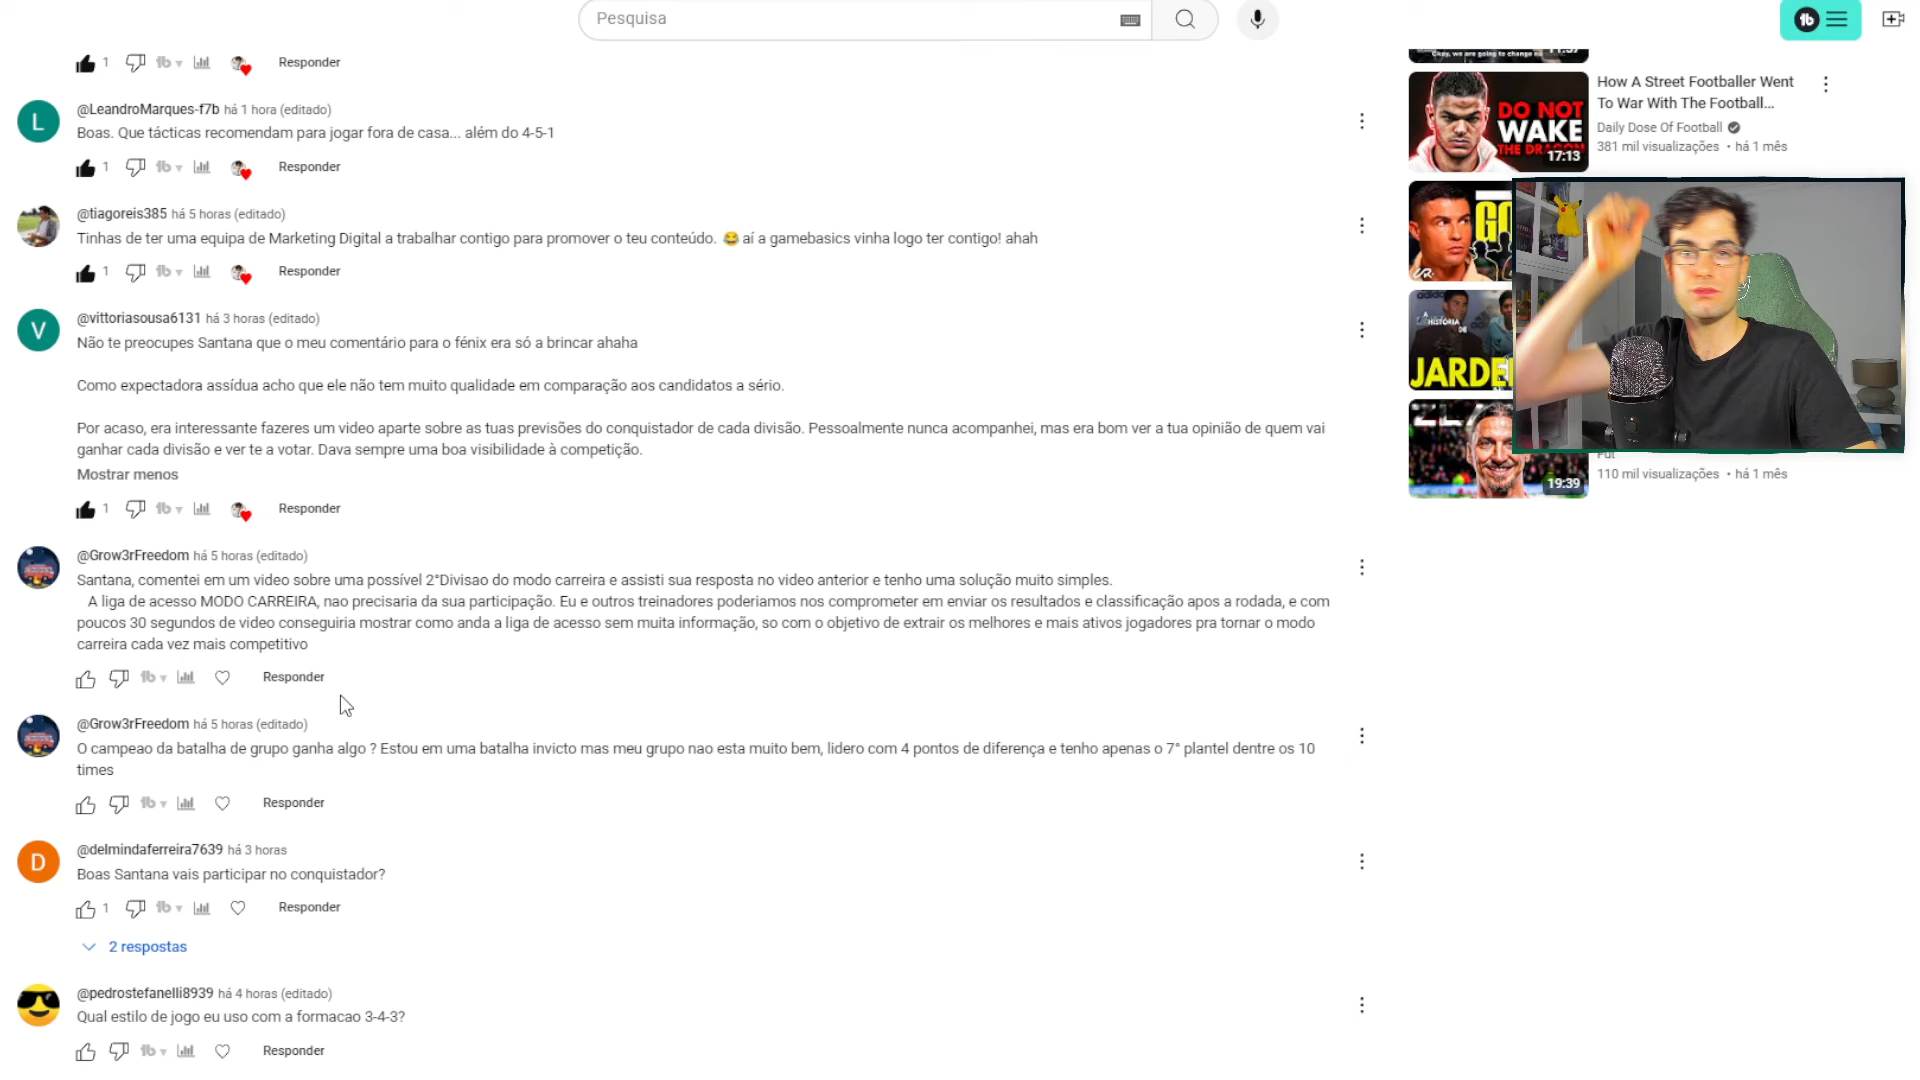 Pesquisa
1 Responder
@LeandroMarques-f7b há 1 hora (editado)
Boas. Que tácticas recomendam para jogar fora de casa... além do 4-5-1
1 Responder
@tiagoreis385 há 5 horas (editado)
Tinhas de ter uma equipa de Marketing Digital a trabalhar contigo para promover o teu conteúdo. 😂 aí a gamebasics vinha logo ter contigo! ahah
1 Responder
@vittoriasousa6131 há 3 horas (editado)
Não te preocupes Santana que o meu comentário para o fénix era só a brincar ahaha
Como expectadora assídua acho que ele não tem muito qualidade em comparação aos candidatos a sério.
Por acaso, era interessante fazeres um video aparte sobre as tuas previsões do conquistador de cada divisão. Pessoalmente nunca acompanhei, mas era bom ver a tua opinião de quem vai
ganhar cada divisão e ver te a votar. Dava sempre uma boa visibilidade à competição.
Mostrar menos
1 Responder
@Grow3rFreedom há 5 horas (editado)
Santana, comentei em um video sobre uma possível 2°Divisao do modo carreira e assisti sua resposta no video anterior e tenho uma solução muito simples.
A liga de acesso MODO CARREIRA, nao precisaria da sua participação. Eu e outros treinadores poderiamos nos comprometer em enviar os resultados e classificação apos a rodada, e com
poucos 30 segundos de video conseguiria mostrar como anda a liga de acesso sem muita informação, so com o objetivo de extrair os melhores e mais ativos jogadores pra tornar o modo
carreira cada vez mais competitivo
Responder
@Grow3rFreedom há 5 horas (editado)
O campeao da batalha de grupo ganha algo ? Estou em uma batalha invicto mas meu grupo nao esta muito bem, lidero com 4 pontos de diferença e tenho apenas o 7° plantel dentre os 10
times
Responder
@delmindaferreira7639 há 3 horas
Boas Santana vais participar no conquistador?
1 Responder
2 respostas
@pedrostefanelli8939 há 4 horas (editado)
Qual estilo de jogo eu uso com a formacao 3-4-3?
Responder
L
V
D
Okay, we are going to change
DO NOT
WAKE
THE DRAGON
17:13
How A Street Footballer Went
To War With The Football...
Daily Dose Of Football
381 mil visualizações • há 1 mês
GO
A HISTÓRIA DE
JARDE
19:39
Fut
110 mil visualizações • há 1 mês